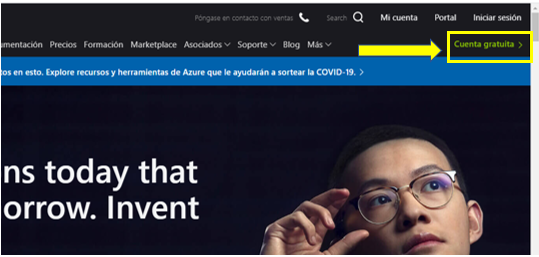 Póngase en contacto con ventas Search Mi cuenta Portal Iniciar sesión
umentación Precios Formación Marketplace Asociados Soporte Blog Más Cuenta gratuita
tos en esto. Explore recursos y herramientas de Azure que le ayudarán a sortear la COVID-19.
ns today that
orrow. Invent